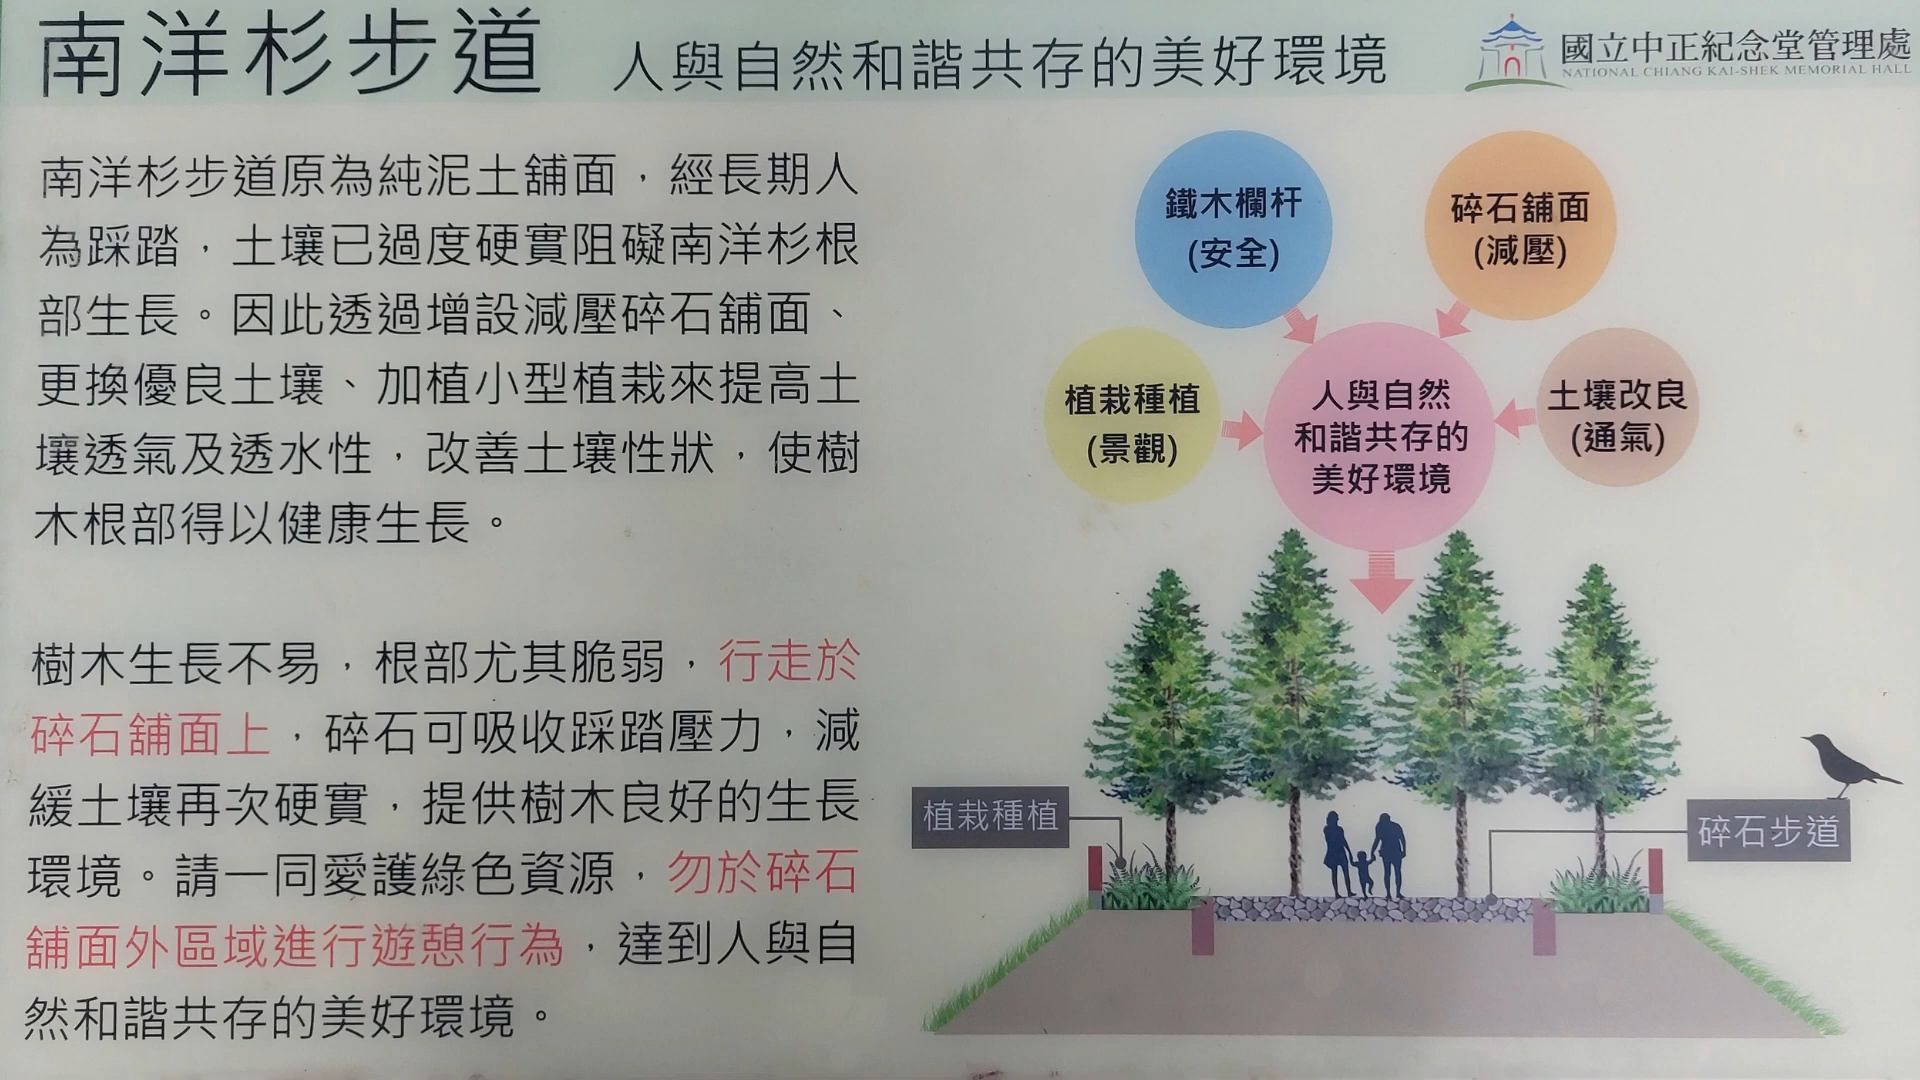 南洋杉步道 人與自然和諧共存的美好環境
國立中正紀念堂管理處
NATIONAL CHIANG KAI-SHEK MEMORIAL HALL
南洋杉步道原為純泥土舖面，經長期人
為踩踏，土壤已過度硬實阻礙南洋杉根
部生長。因此透過增設減壓碎石舖面、
更換優良土壤、加植小型植栽來提高土
壤透氣及透水性，改善土壤性狀，使樹
木根部得以健康生長。
樹木生長不易，根部尤其脆弱，行走於
碎石舖面上，碎石可吸收踩踏壓力，減
緩土壤再次硬實，提供樹木良好的生長
環境。請一同愛護綠色資源，勿於碎石
舖面外區域進行遊憩行為，達到人與自
然和諧共存的美好環境。
鐵木欄杆
(安全)
碎石舖面
(減壓)
植栽種植
(景觀)
人與自然
和諧共存的
美好環境
土壤改良
(通氣)
植栽種植
碎石步道